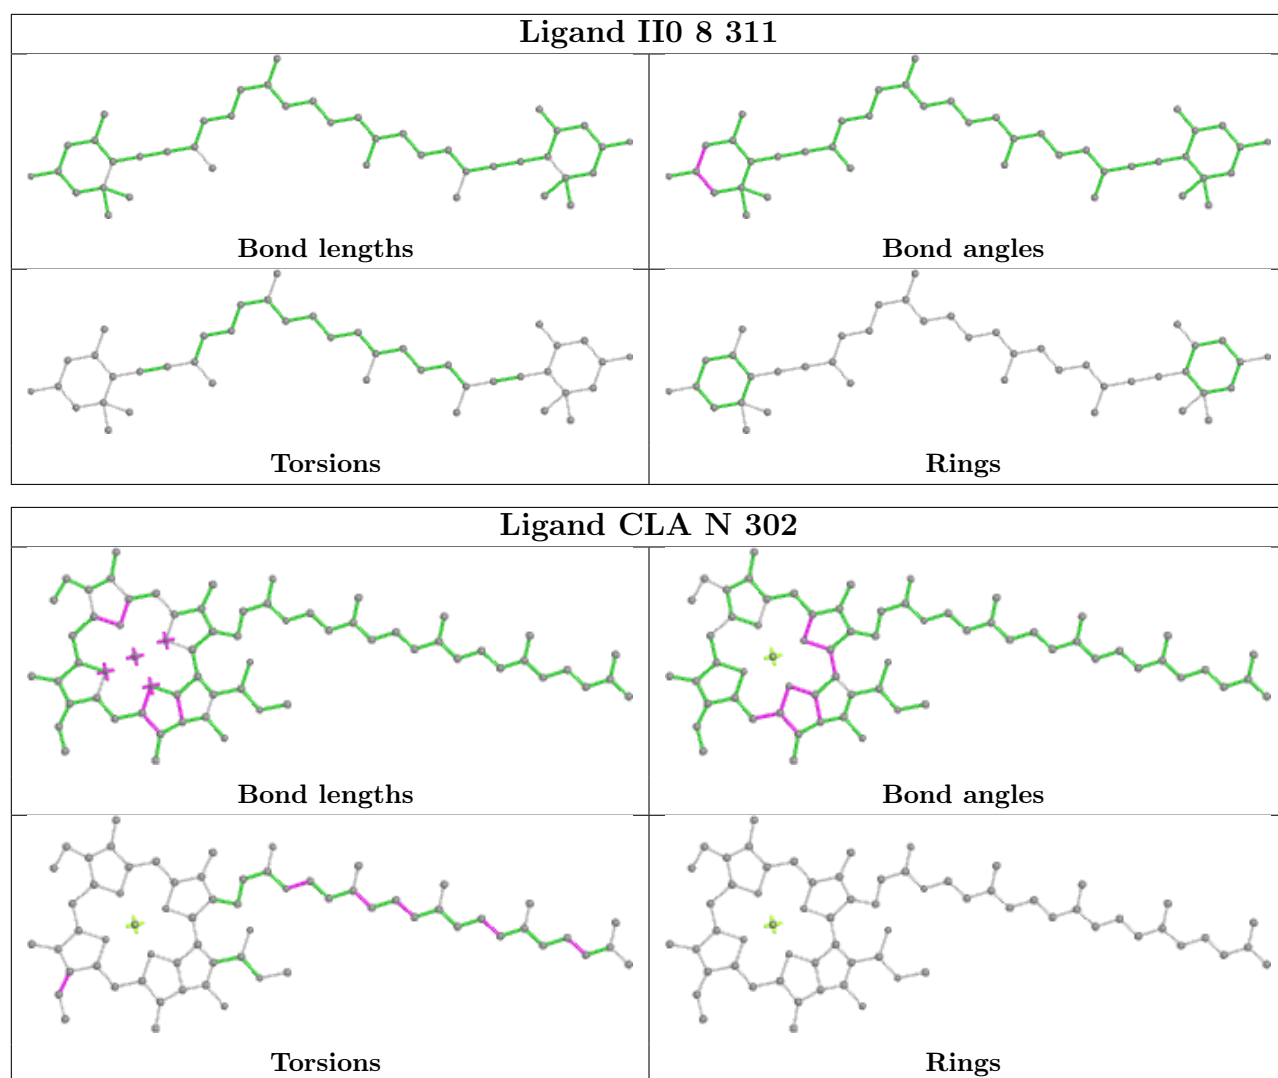 Ligand II0 8 311
Bond lengths
Bond angles
Torsions
Rings
Ligand CLA N 302
Bond lengths
Bond angles
Torsions
Rings